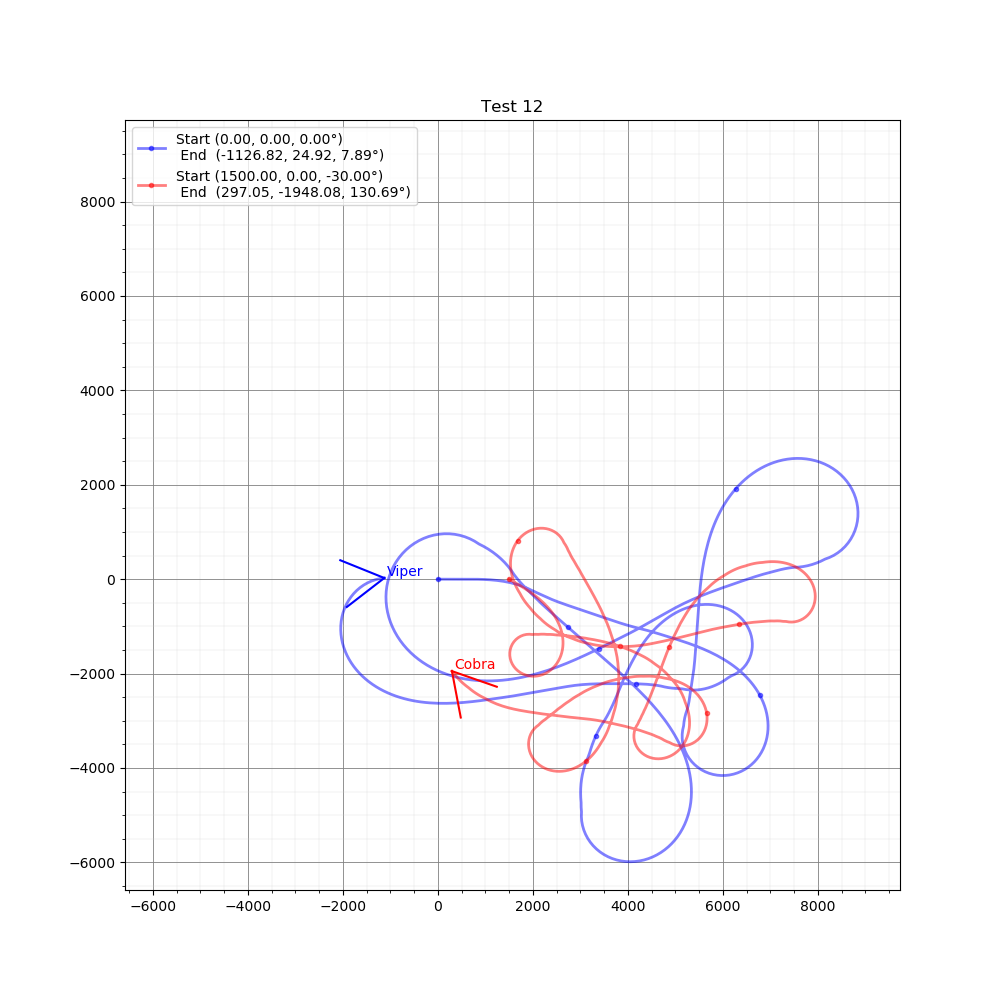 Test 12
Start (0.00, 0.00, 0.00°)
End (-1126.82, 24.92, 7.89°)
Start (1500.00, 0.00, -30.00°)
End (297.05, -1948.08, 130.69°)
8000
6000
4000
2000
0
−2000
−4000
−6000
Viper
Cobra
−6000 −4000 −2000 0 2000 4000 6000 8000